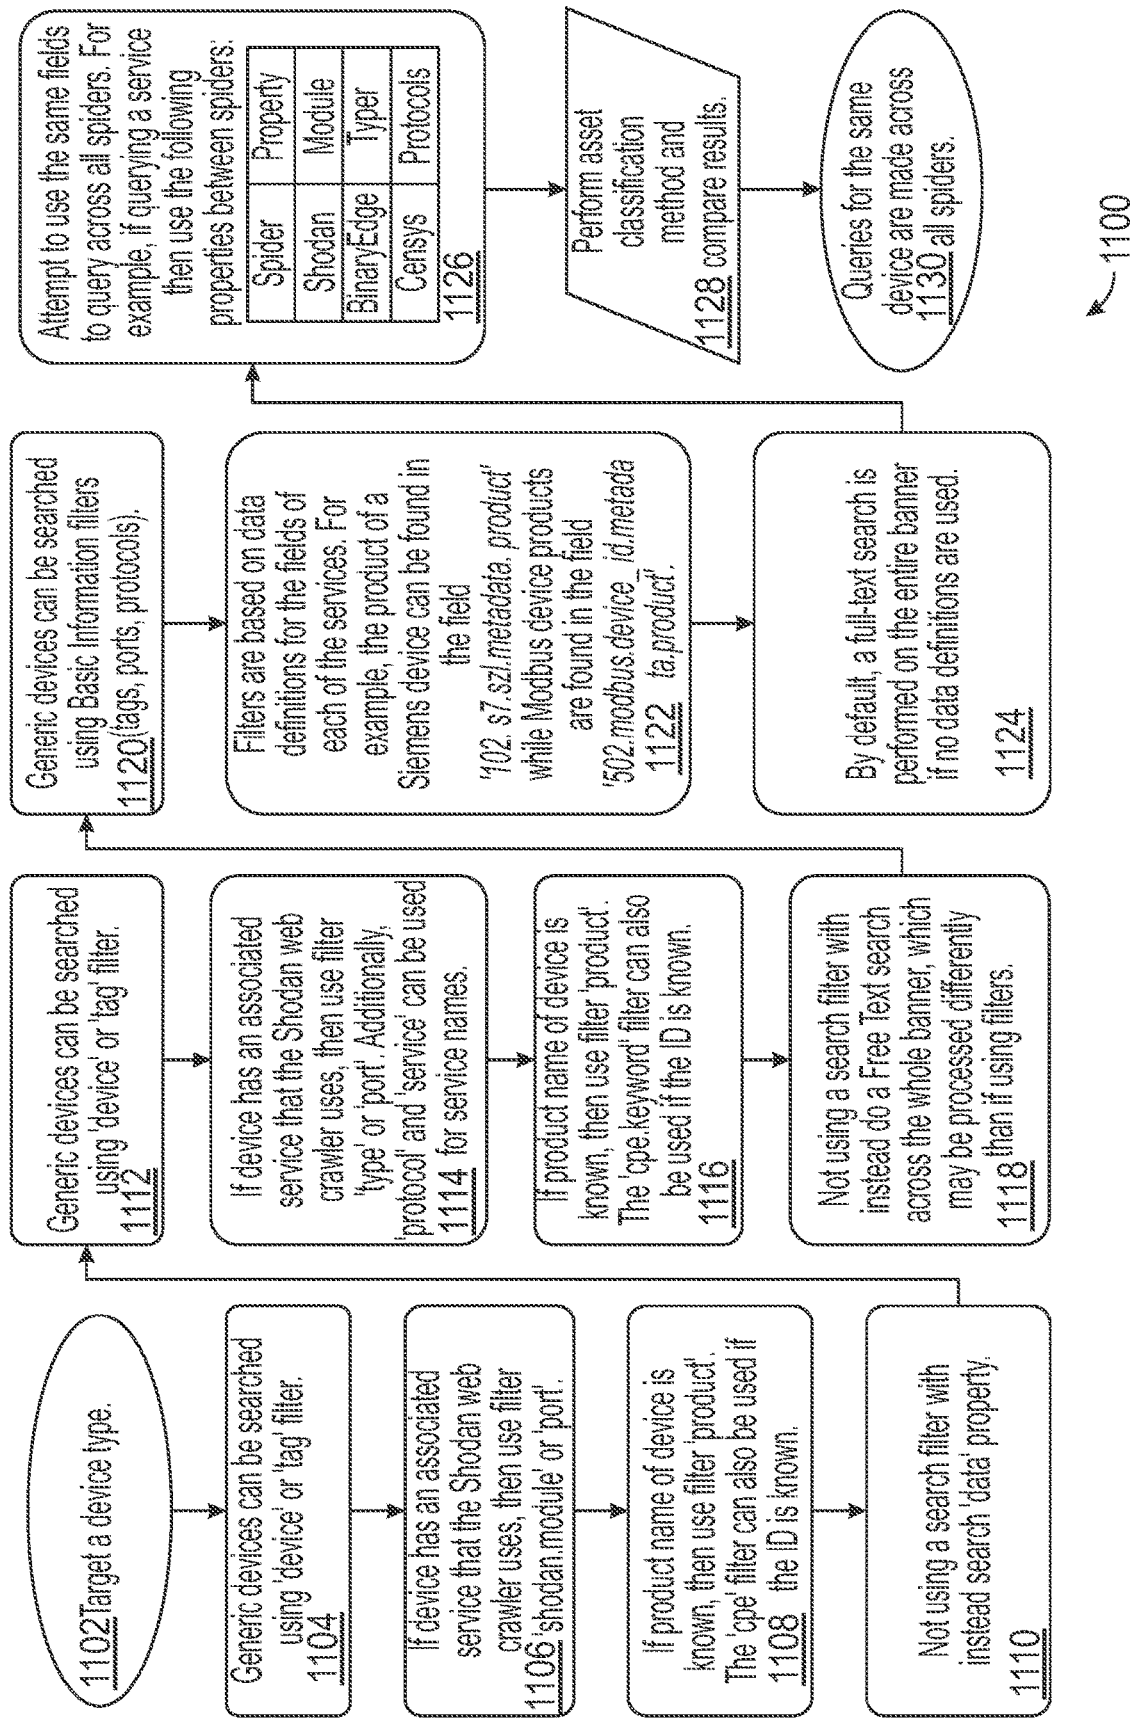 1102 Target a device type.
Generic devices can be searched
using 'device' or 'tag' filter.
1104
If device has an associated
service that the Shodan web
crawler uses, then use filter
1106 'shodan.module' or 'port'.
If product name of device is
known, then use filter 'product'.
The 'cpe' filter can also be used if
1108 the ID is known.
Not using a search filter with
instead search 'data' property.
1110
Generic devices can be searched
using 'device' or 'tag' filter.
1112
If device has an associated
service that the Shodan web
crawler uses, then use filter
'type' or 'port'. Additionally,
'protocol' and 'service' can be used
1114 for service names.
If product name of device is
known, then use filter 'product'.
The 'cpe.keyword' filter can also
be used if the ID is known.
1116
Not using a search filter with
instead do a Free Text search
across the whole banner, which
may be processed differently
than if using filters.
1118
Generic devices can be searched
using Basic Information filters
1120 (tags, ports, protocols).
Filters are based on data
definitions for the fields of
each of the services. For
example, the product of a
Siemens device can be found in
the field
'102. s7.szl.metadata. product'
while Modbus device products
are found in the field
'502.modbus.device_ id.metada
1122 ta.product'.
By default, a full-text search is
performed on the entire banner
if no data definitions are used.
1124
Attempt to use the same fields
to query across all spiders. For
example, if querying a service
then use the following
properties between spiders:
Spider Property
Shodan Module
BinaryEdge Typer
Censys Protocols
1126
Perform asset
classification
method and
1128 compare results.
Queries for the same
device are made across
1130 all spiders.
1100